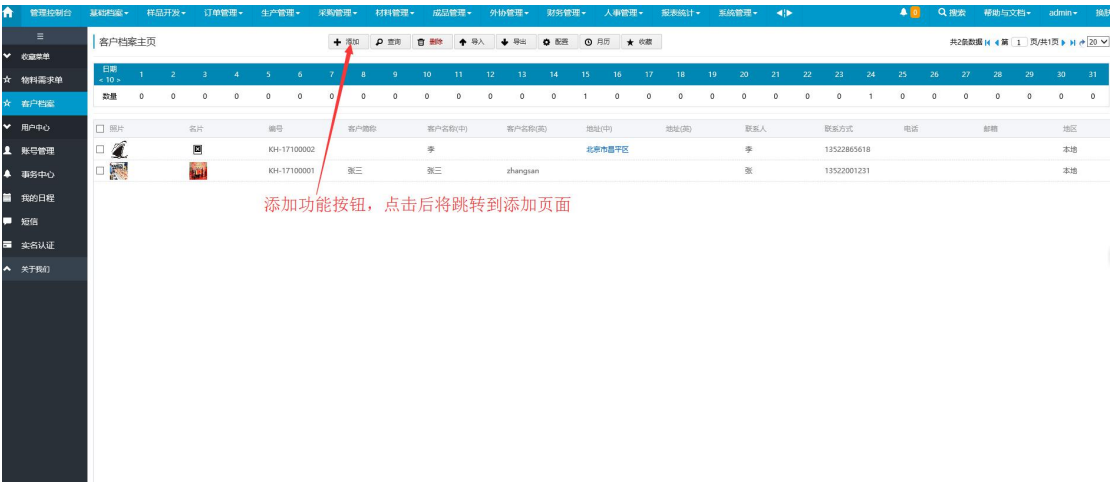 管理控制台 基础档案 样品开发 订单管理 生产管理 采购管理 材料管理 成品管理 外协管理 财务管理 人事管理 报表统计 系统管理 0 搜索 帮助与文档 admin 换肤
客户档案主页 添加 查询 删除 导入 导出 配置 月历 收藏 共2条数据 第 1 页/共1页 20
收藏菜单
物料需求单
客户档案
用户中心
账号管理
事务中心
我的日程
短信
实名认证
关于我们
日期 1 2 3 4 5 6 7 8 9 10 11 12 13 14 15 16 17 18 19 20 21 22 23 24 25 26 27 28 29 30 31
< 10 >
数量 0 0 0 0 0 0 0 0 0 0 0 0 0 0 1 0 0 0 0 0 0 0 0 1 0 0 0 0 0 0 0
照片 名片 编号 客户简称 客户名称(中) 客户名称(英) 地址(中) 地址(英) 联系人 联系方式 电话 邮箱 地区
KH-17100002 李 北京市昌平区 李 13522865618 本地
KH-17100001 张三 张三 zhangsan 张 13522001231 本地
添加功能按钮，点击后将跳转到添加页面